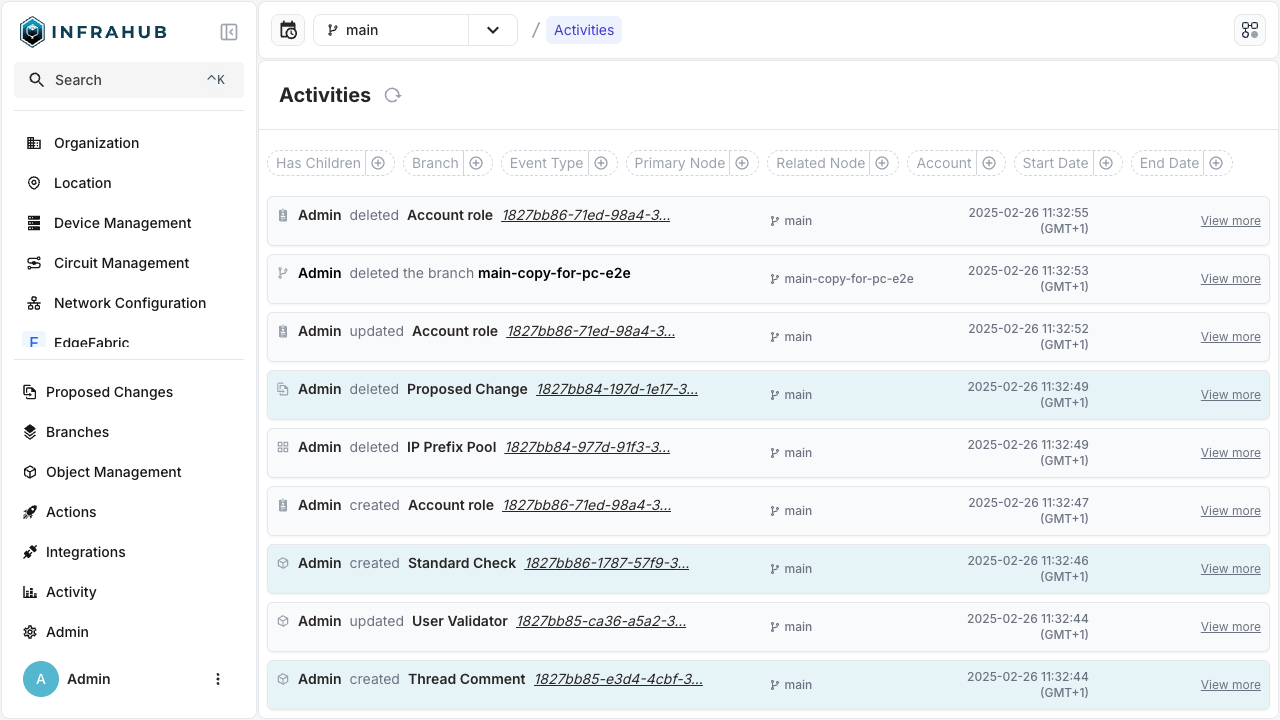 INFRAHUB
Search
^K
Organization
Location
Device Management
Circuit Management
Network Configuration
E
EdgeFabric
Proposed Changes
Branches
Object Management
Actions
Integrations
Activity
Admin
A
Admin
main
/
Activities
Activities
Has Children
Branch
Event Type
Primary Node
Related Node
Account
Start Date
End Date
Admin deleted Account role 1827bb86-71ed-98a4-3...
main
2025-02-26 11:32:55
(GMT+1)
View more
Admin deleted the branch main-copy-for-pc-e2e
main-copy-for-pc-e2e
2025-02-26 11:32:53
(GMT+1)
View more
Admin updated Account role 1827bb86-71ed-98a4-3...
main
2025-02-26 11:32:52
(GMT+1)
View more
Admin deleted Proposed Change 1827bb84-197d-1e17-3...
main
2025-02-26 11:32:49
(GMT+1)
View more
Admin deleted IP Prefix Pool 1827bb84-977d-91f3-3...
main
2025-02-26 11:32:49
(GMT+1)
View more
Admin created Account role 1827bb86-71ed-98a4-3...
main
2025-02-26 11:32:47
(GMT+1)
View more
Admin created Standard Check 1827bb86-1787-57f9-3...
main
2025-02-26 11:32:46
(GMT+1)
View more
Admin updated User Validator 1827bb85-ca36-a5a2-3...
main
2025-02-26 11:32:44
(GMT+1)
View more
Admin created Thread Comment 1827bb85-e3d4-4cbf-3...
main
2025-02-26 11:32:44
(GMT+1)
View more